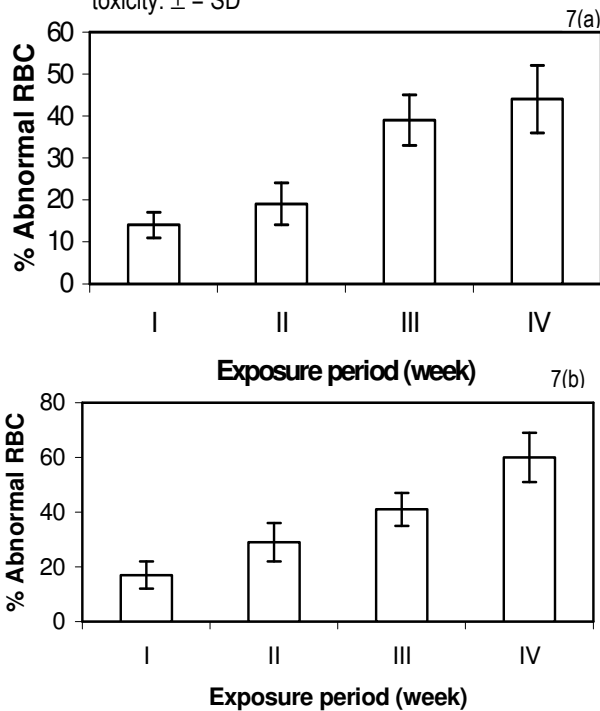 toxicity. ± = SD
7(a)
60
50
40
30
20
10
0
% Abnormal RBC
I II III IV
Exposure period (week)
7(b)
80
60
40
20
0
% Abnormal RBC
I II III IV
Exposure period (week)